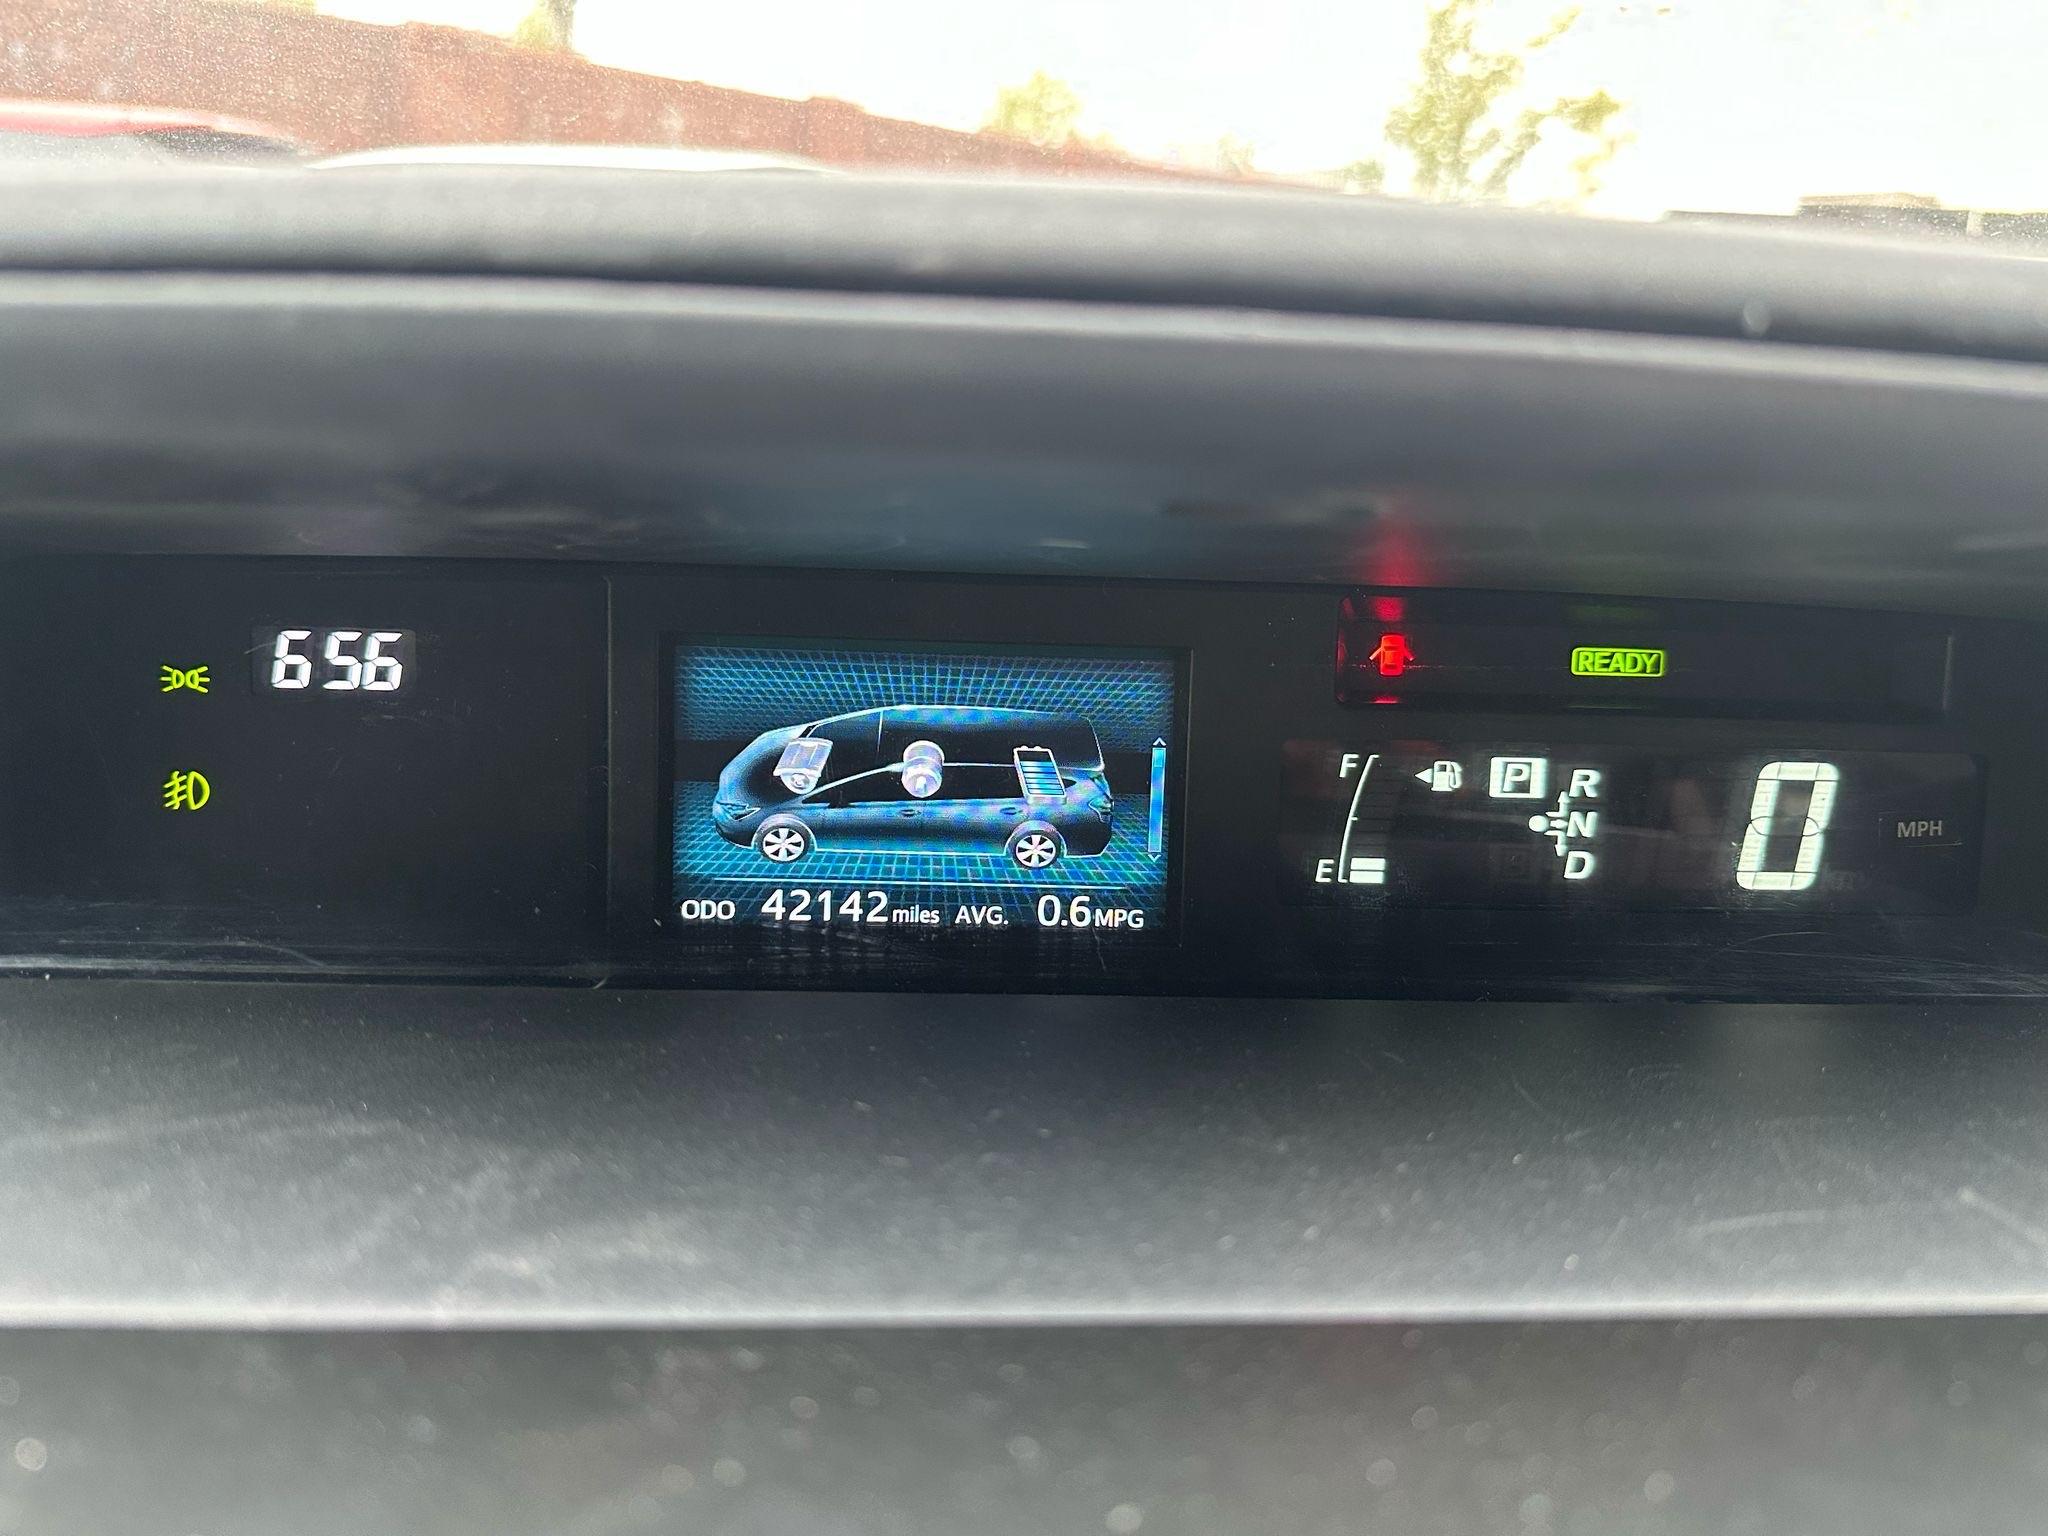 656
READY
F
P R
N
E D
0 MPH
ODO 42142 miles AVG. 0.6 MPG